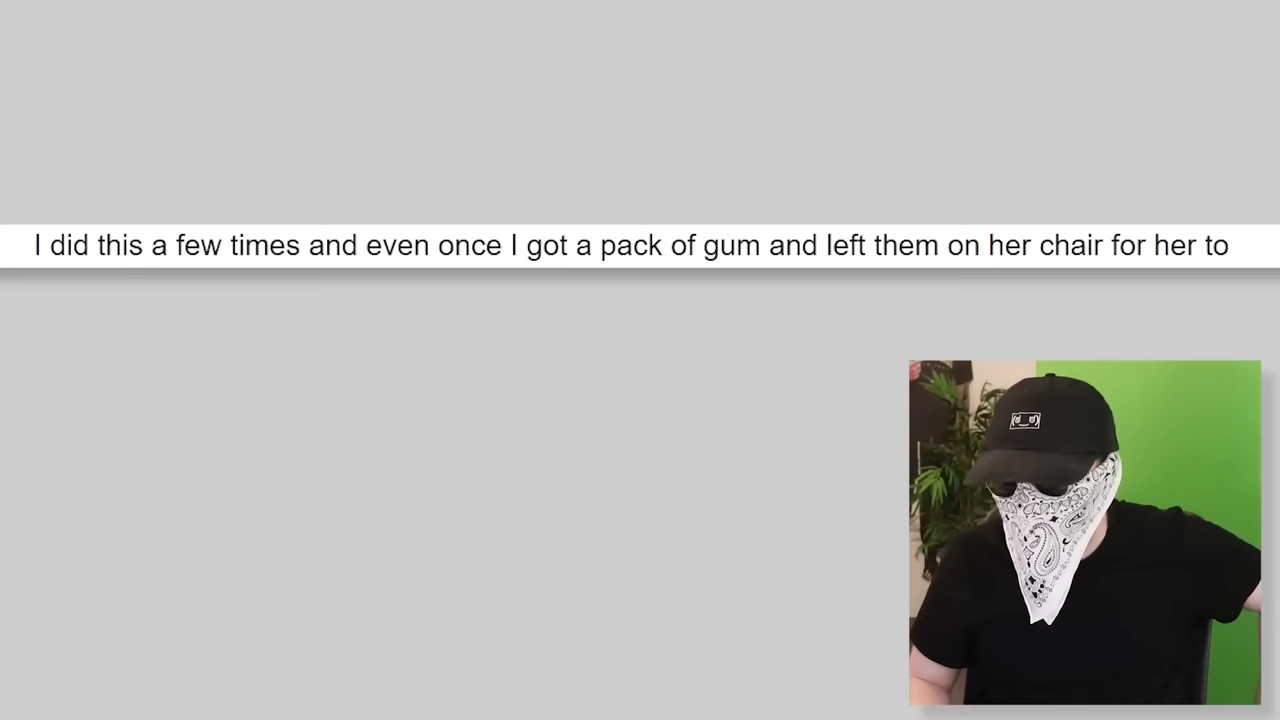 I did this a few times and even once I got a pack of gum and left them on her chair for her to